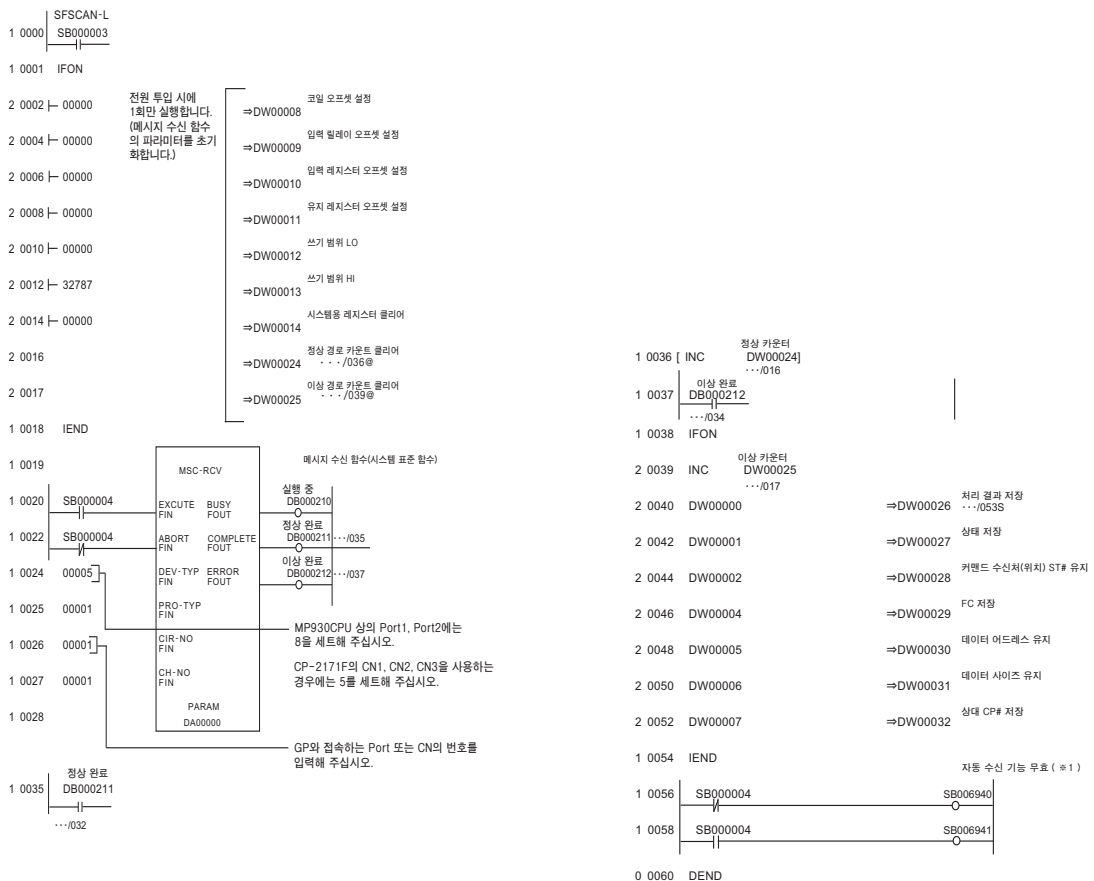 SFSCAN-L
1 0000 SB000003
1 0001 IFON
2 0002 00000 ⇒DW00008 코일 오프셋 설정
전원 투입 시에
1회만 실행합니다.
(메시지 수신 함수
의 파라미터를 초기
화합니다.)
2 0004 00000 ⇒DW00009 입력 릴레이 오프셋 설정
2 0006 00000 ⇒DW00010 입력 레지스터 오프셋 설정
2 0008 00000 ⇒DW00011 유지 레지스터 오프셋 설정
2 0010 00000 ⇒DW00012 쓰기 범위 LO
2 0012 32787 ⇒DW00013 쓰기 범위 HI
2 0014 00000 ⇒DW00014 시스템용 레지스터 클리어
2 0016 ⇒DW00024 정상 경로 카운트 클리어
···/036@
2 0017 ⇒DW00025 이상 경로 카운트 클리어
···/039@
1 0018 IEND
1 0019 MSC-RCV 메시지 수신 함수(시스템 표준 함수)
실행 중
1 0020 SB000004 EXCUTE BUSY DB000210
FIN FOUT
정상 완료
1 0022 SB000004 ABORT COMPLETE DB000211 ···/035
FIN FOUT
이상 완료
1 0024 00005 DEV-TYP ERROR DB000212 ···/037
FIN FOUT
1 0025 00001 PRO-TYP
FIN
MP930CPU 상의 Port1, Port2에는
8을 세트해 주십시오.
1 0026 00001 CIR-NO
FIN
CP-2171F의 CN1, CN2, CN3을 사용하는
경우에는 5를 세트해 주십시오.
1 0027 00001 CH-NO
FIN
1 0028 PARAM
DA00000
GP와 접속하는 Port 또는 CN의 번호를
입력해 주십시오.
정상 완료
1 0035 DB000211
···/032
정상 카운터
1 0036 [ INC DW00024]
···/016
이상 완료
1 0037 DB000212
···/034
1 0038 IFON
이상 카운터
2 0039 INC DW00025
···/017
2 0040 DW00000 ⇒DW00026 처리 결과 저장
···/053S
2 0042 DW00001 ⇒DW00027 상태 저장
2 0044 DW00002 ⇒DW00028 커맨드 수신처(위치) ST# 유지
2 0046 DW00004 ⇒DW00029 FC 저장
2 0048 DW00005 ⇒DW00030 데이터 어드레스 유지
2 0050 DW00006 ⇒DW00031 데이터 사이즈 유지
2 0052 DW00007 ⇒DW00032 상대 CP# 저장
1 0054 IEND
자동 수신 기능 무효 ( ※1 )
1 0056 SB000004 SB006940
1 0058 SB000004 SB006941
0 0060 DEND